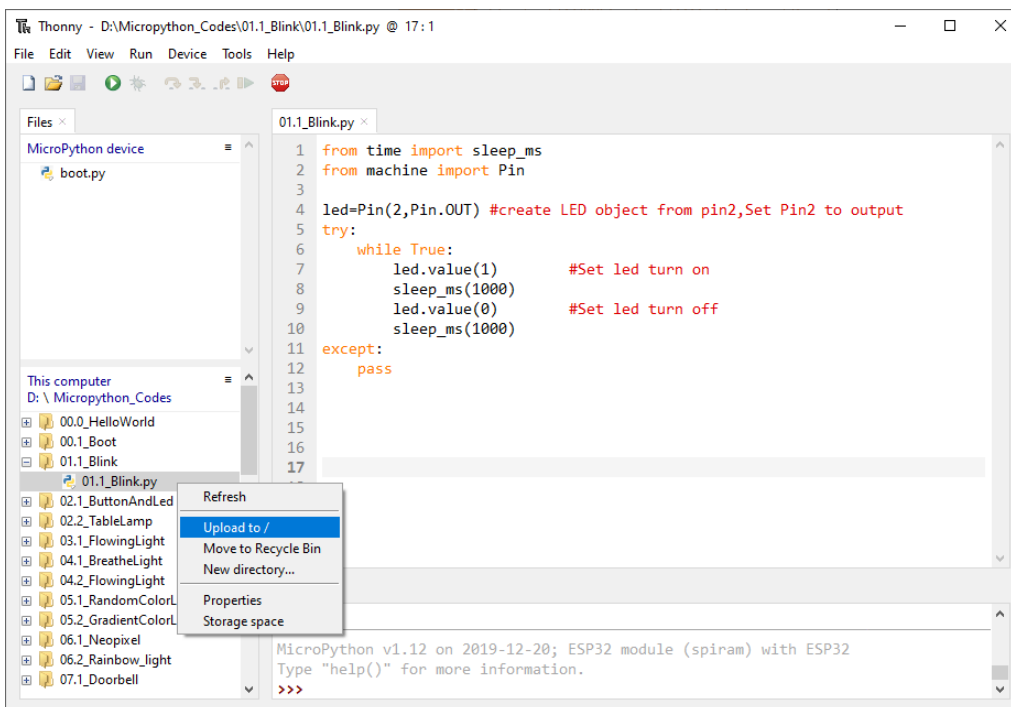 Thonny - D:\Micropython_Codes\01.1_Blink\01.1_Blink.py @ 17:1
File Edit View Run Device Tools Help
STOP
Files
MicroPython device
boot.py
This computer
D: \ Micropython_Codes
00.0_HelloWorld
00.1_Boot
01.1_Blink
01.1_Blink.py
02.1_ButtonAndLed
02.2_TableLamp
03.1_FlowingLight
04.1_BreatheLight
04.2_FlowingLight
05.1_RandomColorL
05.2_GradientColorL
06.1_Neopixel
06.2_Rainbow_light
07.1_Doorbell
Refresh
Upload to /
Move to Recycle Bin
New directory...
Properties
Storage space
01.1_Blink.py
1 from time import sleep_ms
2 from machine import Pin
3
4 led=Pin(2,Pin.OUT) #create LED object from pin2,Set Pin2 to output
5 try:
6     while True:
7         led.value(1)       #Set led turn on
8         sleep_ms(1000)
9         led.value(0)       #Set led turn off
10         sleep_ms(1000)
11 except:
12     pass
13
14
15
16
17
MicroPython v1.12 on 2019-12-20; ESP32 module (spiram) with ESP32
Type "help()" for more information.
>>>